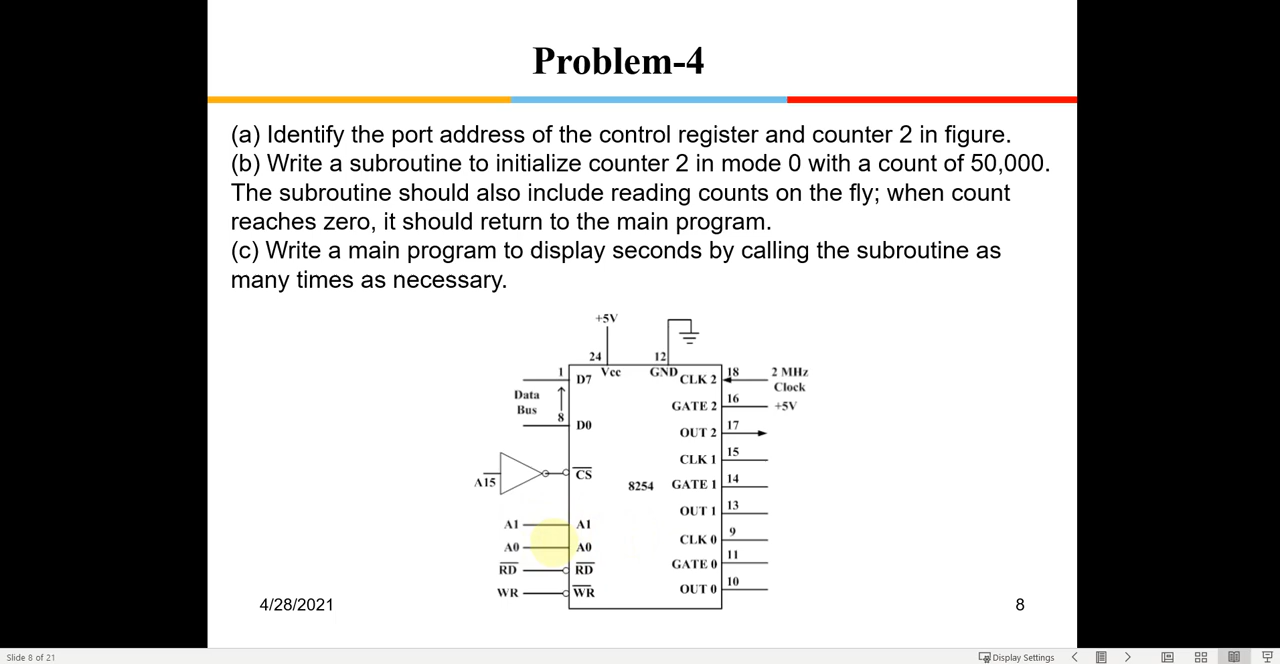 Problem-4
(a) Identify the port address of the control register and counter 2 in figure.
(b) Write a subroutine to initialize counter 2 in mode 0 with a count of 50,000.
The subroutine should also include reading counts on the fly; when count
reaches zero, it should return to the main program.
(c) Write a main program to display seconds by calling the subroutine as
many times as necessary.
+5V
24 12
1 Vcc GND 18 2 MHz
D7 CLK 2 Clock
Data 16
Bus GATE 2 +5V
8 D0 17
OUT 2
15
CLK 1
A15 CS 14
8254 GATE 1
13
OUT 1
A1 A1 9
CLK 0
A0 A0 11
RD RD GATE 0
10
WR WR OUT 0
4/28/2021 8
Slide 8 of 21 Display Settings